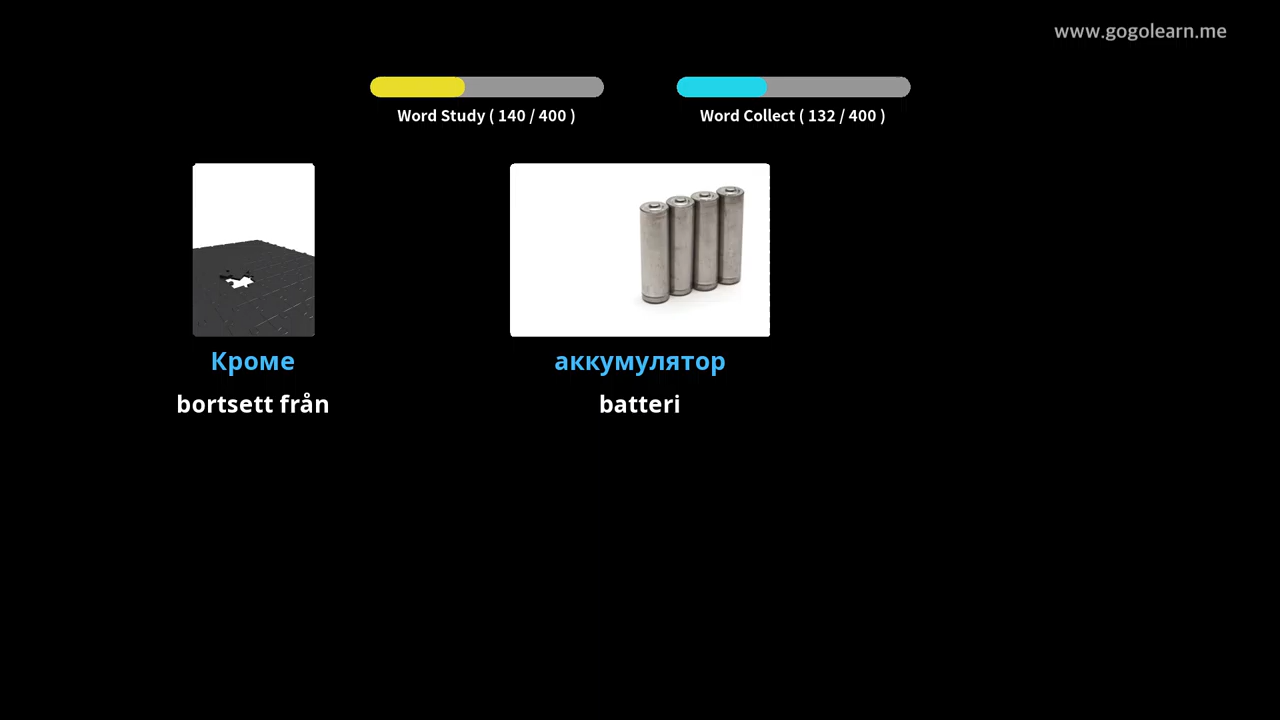 www.gogolearn.me
Word Study ( 140 / 400 )
Word Collect ( 132 / 400 )
Кроме
аккумулятор
bortsett från
batteri